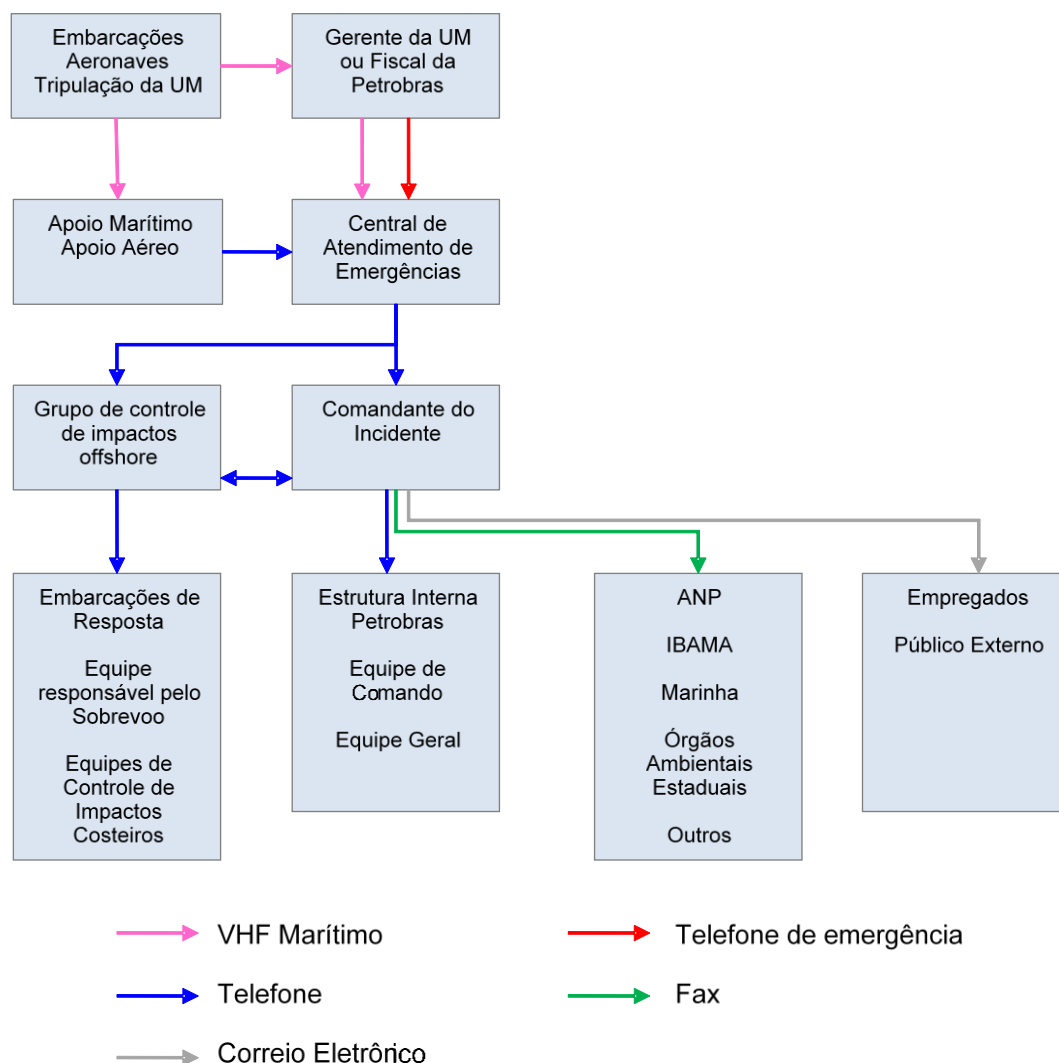 Embarcações
Aeronaves
Tripulação da UM
Gerente da UM
ou Fiscal da
Petrobras
Apoio Marítimo
Apoio Aéreo
Central de
Atendimento de
Emergências
Grupo de controle
de impactos
offshore
Comandante do
Incidente
Embarcações de
Resposta
Equipe
responsável pelo
Sobrevoo
Equipes de
Controle de
Impactos
Costeiros
Estrutura Interna
Petrobras
Equipe de
Comando
Equipe Geral
ANP
IBAMA
Marinha
Órgãos
Ambientais
Estaduais
Outros
Empregados
Público Externo
VHF Marítimo
Telefone de emergência
Telefone
Fax
Correio Eletrônico